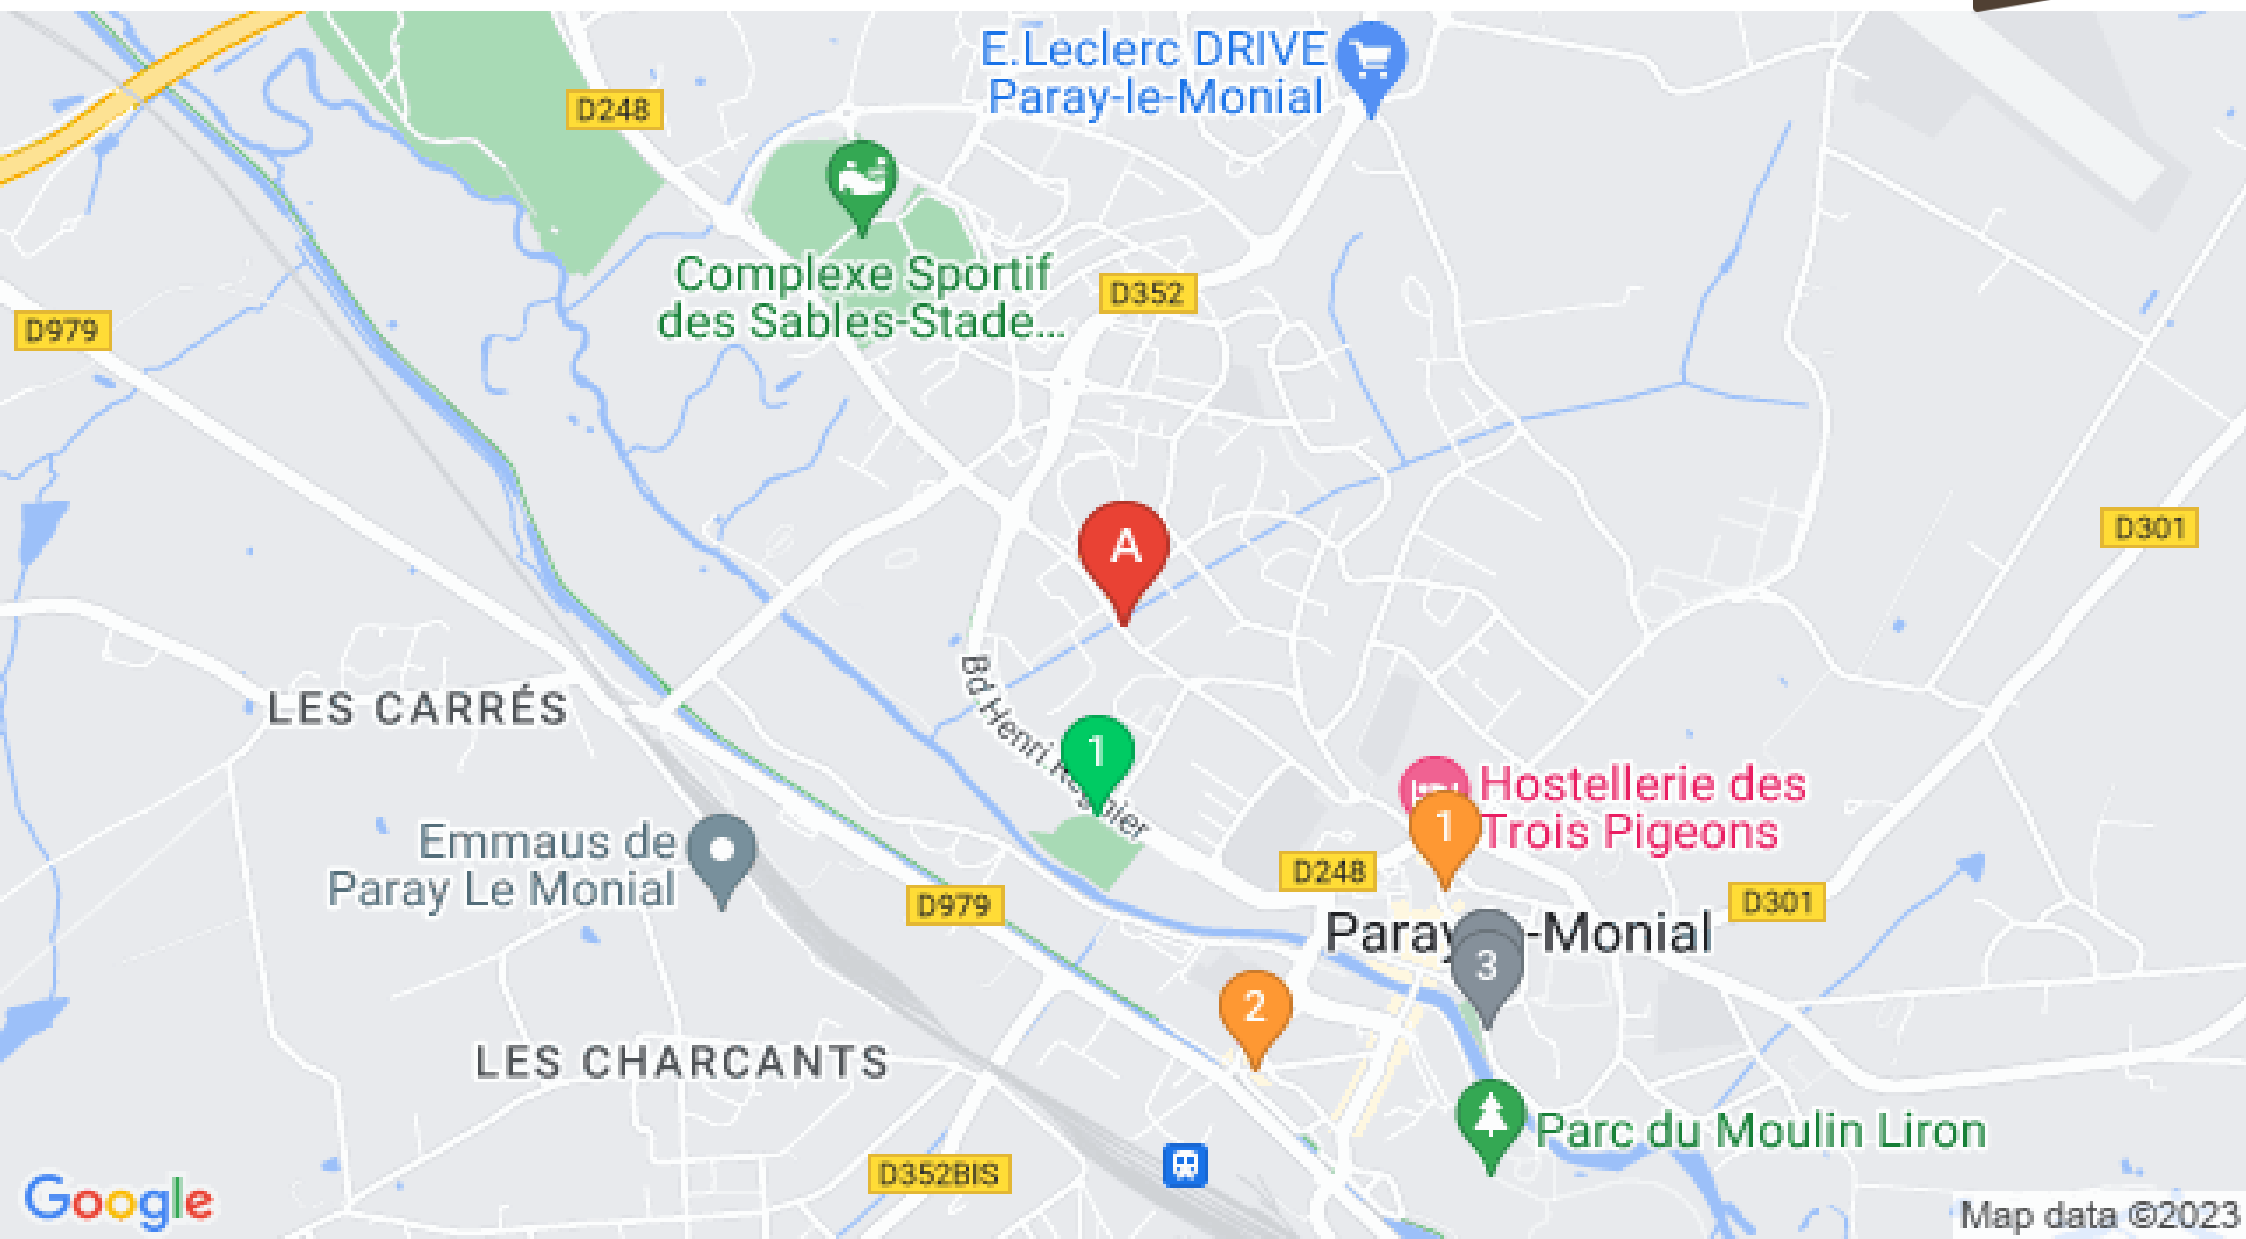 E.Leclerc DRIVE
Paray-le-Monial
D248
Complexe Sportif
des Sables-Stade...
D352
D979
D301
A
LES CARRÉS
Bd Henri
1
Hostellerie des
Trois Pigeons
1
Emmaus de
Paray Le Monial
D248
D979
D301
Paray
-Monial
3
2
LES CHARCANTS
Parc du Moulin Liron
D352BIS
Google
Map data ©2023